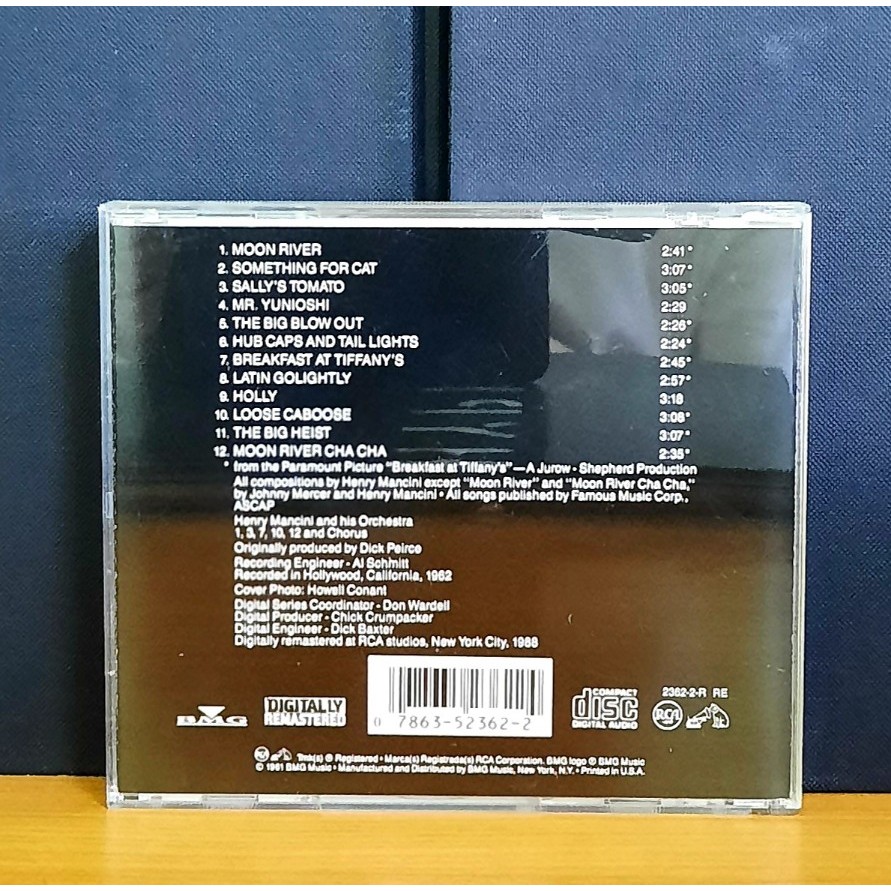 1. MOON RIVER 2:41*
2. SOMETHING FOR CAT 3:07*
3. SALLY'S TOMATO 3:05*
4. MR. YUNIOSHI 2:29
5. THE BIG BLOW OUT 2:26*
6. HUB CAPS AND TAIL LIGHTS 2:24*
7. BREAKFAST AT TIFFANY'S 2:45*
8. LATIN GOLIGHTLY 2:57*
9. HOLLY 3:18
10. LOOSE CABOOSE 3:08*
11. THE BIG HEIST 3:07*
12. MOON RIVER CHA CHA 2:35*
* from the Paramount Picture "Breakfast at Tiffany's"—A Jurow - Shepherd Production
All compositions by Henry Mancini except "Moon River" and "Moon River Cha Cha,"
by Johnny Mercer and Henry Mancini • All songs published by Famous Music Corp.,
ASCAP
Henry Mancini and his Orchestra
1, 3, 7, 10, 12 and Chorus
Originally produced by Dick Peirce
Recording Engineer - Al Schmitt
Recorded in Hollywood, California, 1962
Cover Photo: Howell Conant
Digital Series Coordinator - Don Wardell
Digital Producer - Chick Crumpacker
Digital Engineer - Dick Baxter
Digitally remastered at RCA studios, New York City, 1988
BMG
DIGITALLY
REMASTERED
0 7863-52362-2
COMPACT
disc
DIGITAL AUDIO
2362-2-R RE
RCA
Tmk(s) ® Registered • Marca(s) Registrada(s) RCA Corporation. BMG logo ® BMG Music
© 1961 BMG Music • Manufactured and Distributed by BMG Music, New York, N.Y. • Printed in U.S.A.